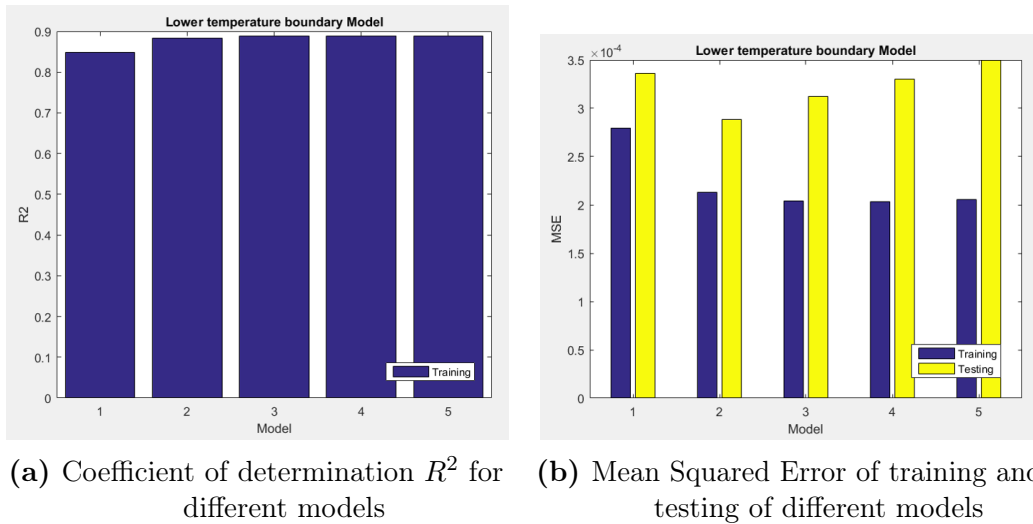 Lower temperature boundary Model
0.9
0.8
0.7
0.6
0.5
0.4
0.3
0.2
0.1
0
R2
1 2 3 4 5
Model
Training
Lower temperature boundary Model
×10-4
3.5
3
2.5
2
1.5
1
0.5
0
MSE
1 2 3 4 5
Model
Training
Testing
(a) Coefficient of determination R² for
different models
(b) Mean Squared Error of training and
testing of different models